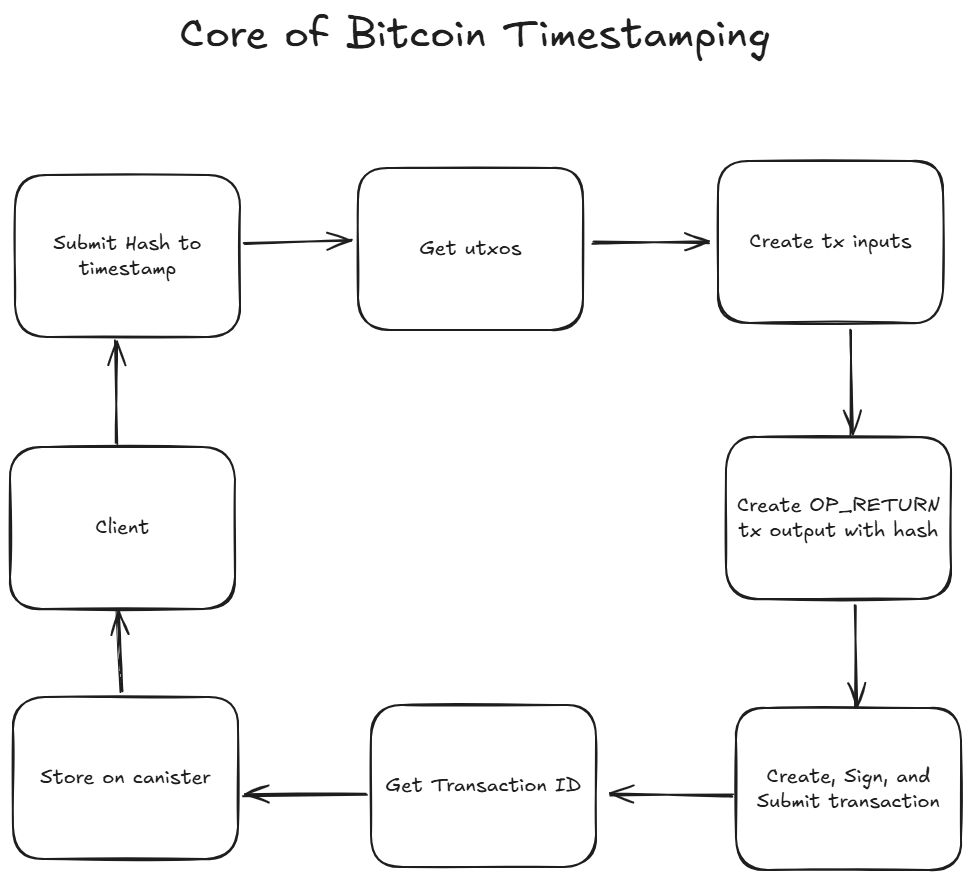 Core of Bitcoin Timestamping
Submit Hash to
timestamp
Get utxos
Create tx inputs
Client
Create OP_RETURN
tx output with hash
Store on canister
Get Transaction ID
Create, Sign, and
Submit transaction